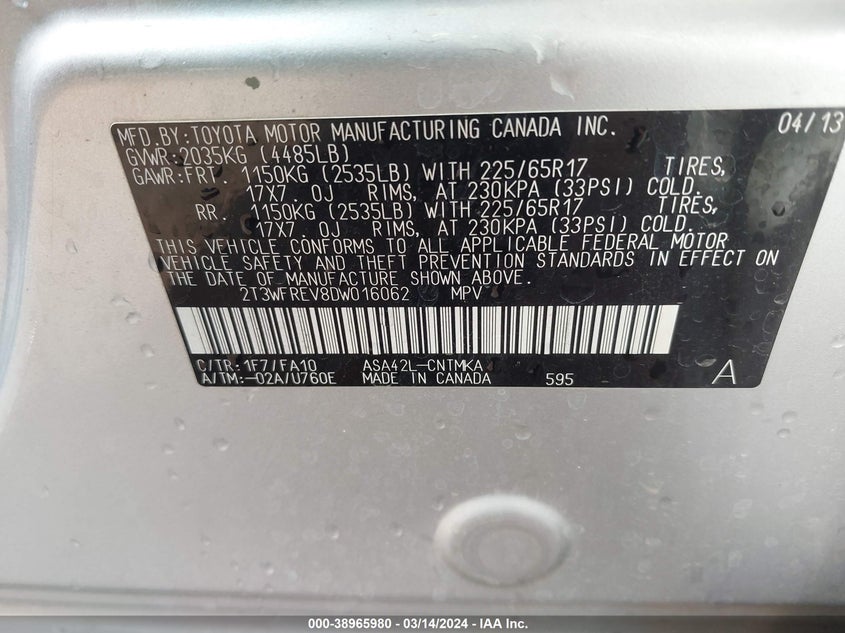 MFD.BY:TOYOTA MOTOR MANUFACTURING CANADA INC. 04/13
GVWR:2035KG (4485LB)
GAWR:FRT. 1150KG (2535LB) WITH 225/65R17 TIRES,
17X7.0J RIMS, AT 230KPA (33PSI) COLD.
RR. 1150KG (2535LB) WITH 225/65R17 TIRES,
17X7.0J RIMS, AT 230KPA (33PSI) COLD.
THIS VEHICLE CONFORMS TO ALL APPLICABLE FEDERAL MOTOR
VEHICLE SAFETY AND THEFT PREVENTION STANDARDS IN EFFECT ON
THE DATE OF MANUFACTURE SHOWN ABOVE.
2T3WFREV8DW016062 MPV
C/TR:1F7/FA10 ASA42L-CNTMKA
A/TM:-02A/U760E MADE IN CANADA 595 A
000-38965980 - 03/14/2024 - IAA Inc.